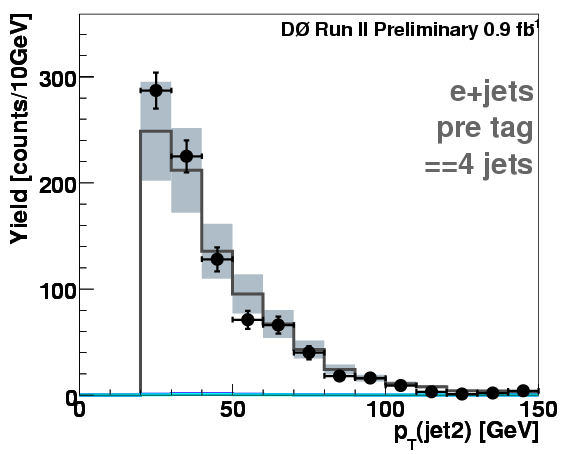 DØ Run II Preliminary 0.9 fb-1
e+jets
pre tag
==4 jets
Yield [counts/10GeV]
300
200
100
0
0 50 100 150
pT(jet2) [GeV]